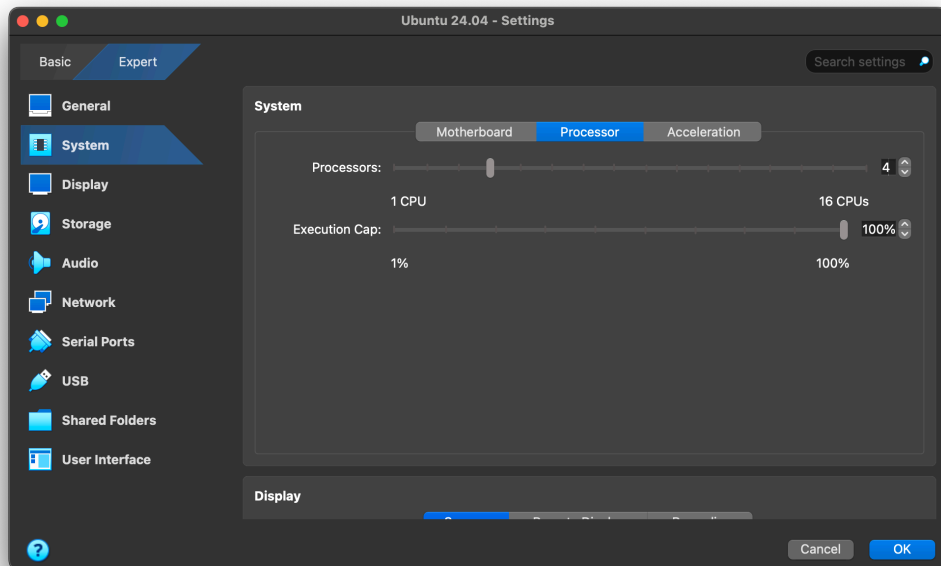 Ubuntu 24.04 - Settings
Basic
Expert
Search settings
General
System
Display
Storage
Audio
Network
Serial Ports
USB
Shared Folders
User Interface
System
Motherboard
Processor
Acceleration
Processors:
4
1 CPU
16 CPUs
Execution Cap:
100%
1%
100%
Display
?
Cancel
OK